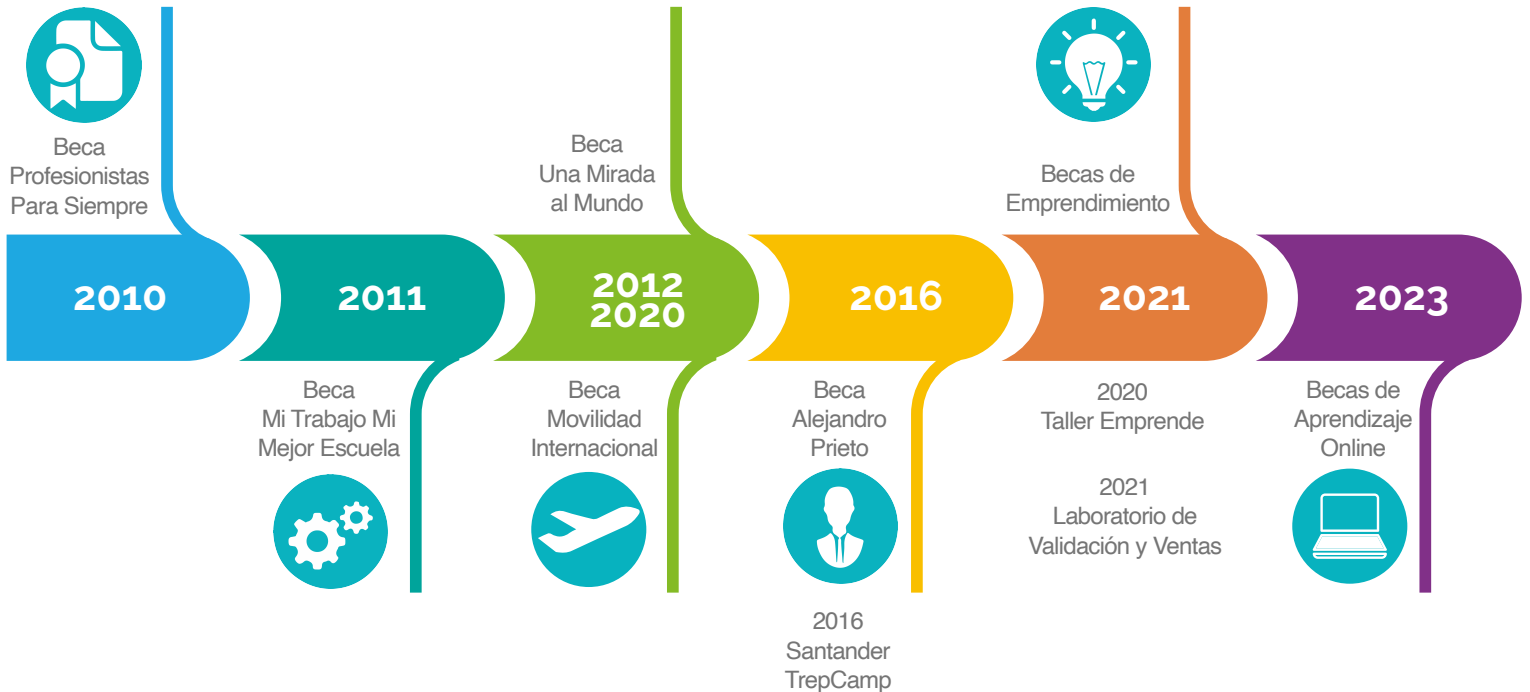 Beca
Profesionistas
Para Siempre
Beca
Una Mirada
al Mundo
Becas de
Emprendimiento
2010
2011
2012
2020
2016
2021
2023
Beca
Mi Trabajo Mi
Mejor Escuela
Beca
Movilidad
Internacional
Beca
Alejandro
Prieto
2016
Santander
TrepCamp
2020
Taller Emprende
2021
Laboratorio de
Validación y Ventas
Becas de
Aprendizaje
Online